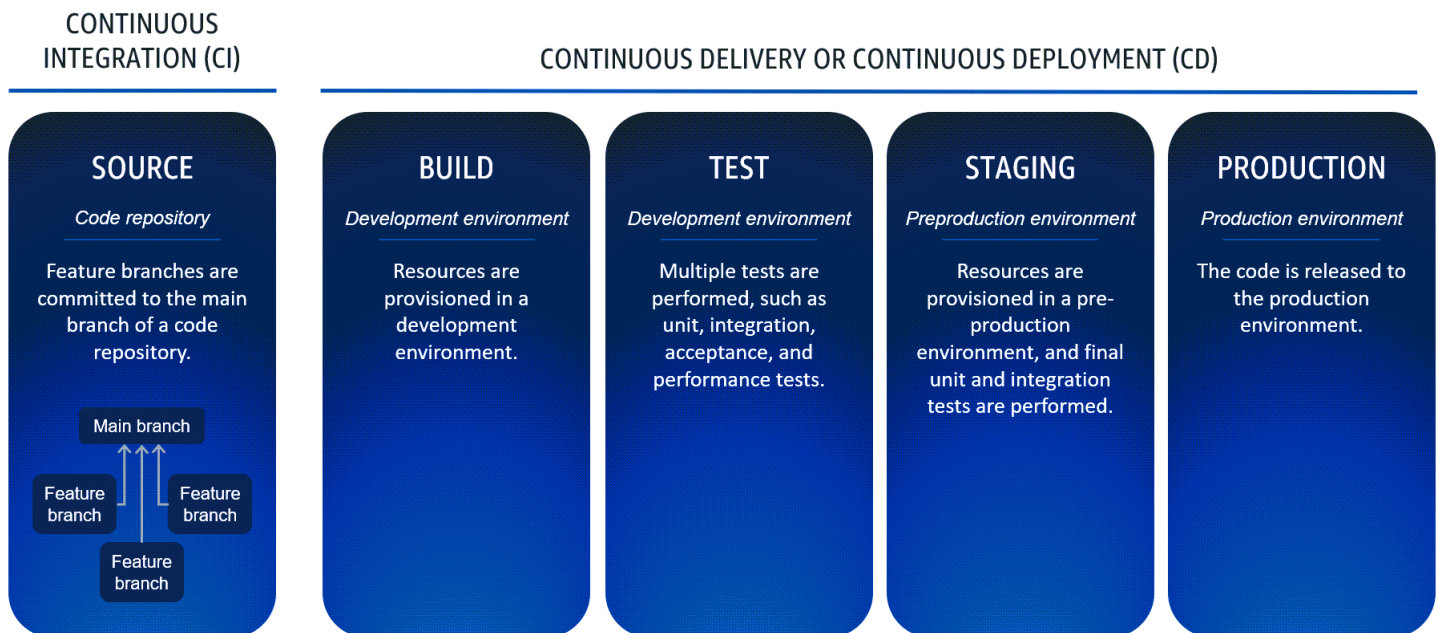 CONTINUOUS
INTEGRATION (CI)
CONTINUOUS DELIVERY OR CONTINUOUS DEPLOYMENT (CD)
SOURCE
Code repository
Feature branches are
committed to the main
branch of a code
repository.
Main branch
Feature
branch
Feature
branch
Feature
branch
BUILD
Development environment
Resources are
provisioned in a
development
environment.
TEST
Development environment
Multiple tests are
performed, such as
unit, integration,
acceptance, and
performance tests.
STAGING
Preproduction environment
Resources are
provisioned in a pre-
production
environment, and final
unit and integration
tests are performed.
PRODUCTION
Production environment
The code is released to
the production
environment.